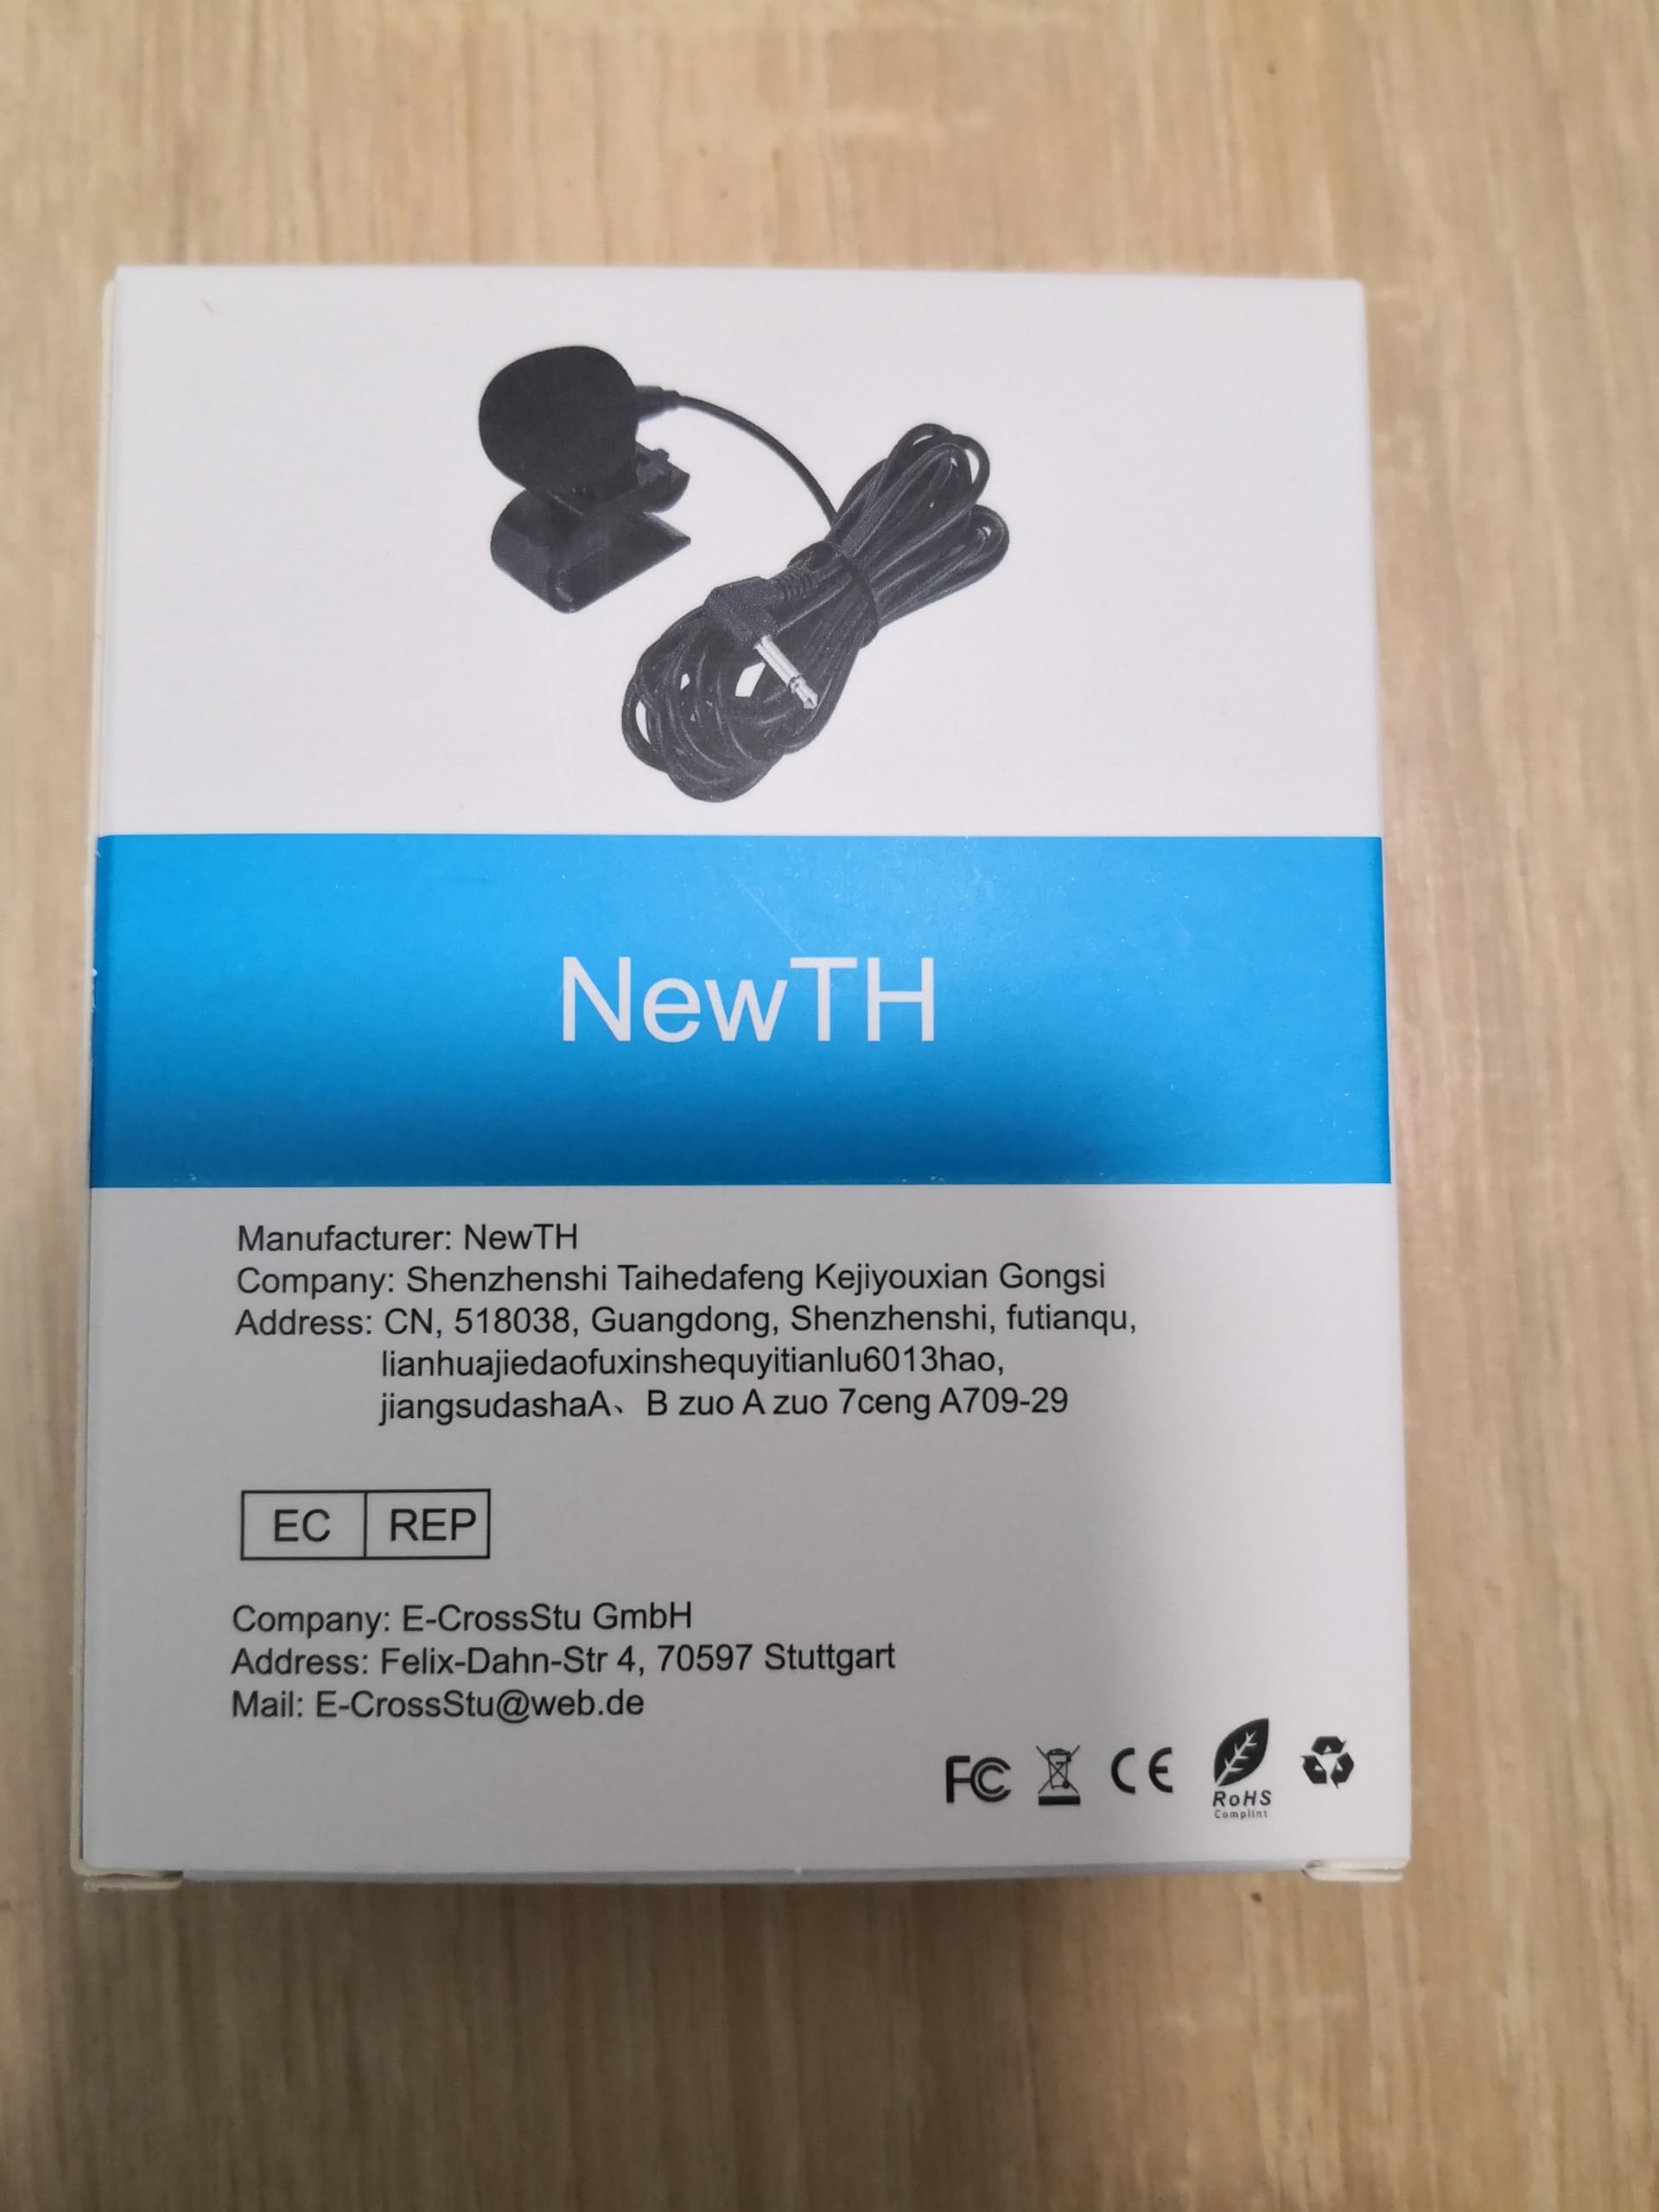 NewTH
Manufacturer: NewTH
Company: Shenzhenshi Taihedafeng Kejiyouxian Gongsi
Address: CN, 518038, Guangdong, Shenzhenshi, futianqu,
lianhuajiedaofuxinshequyitianlu6013hao,
jiangsudashaA、B zuo A zuo 7ceng A709-29
EC REP
Company: E-CrossStu GmbH
Address: Felix-Dahn-Str 4, 70597 Stuttgart
Mail: E-CrossStu@web.de
FC CE
RoHS
Complint